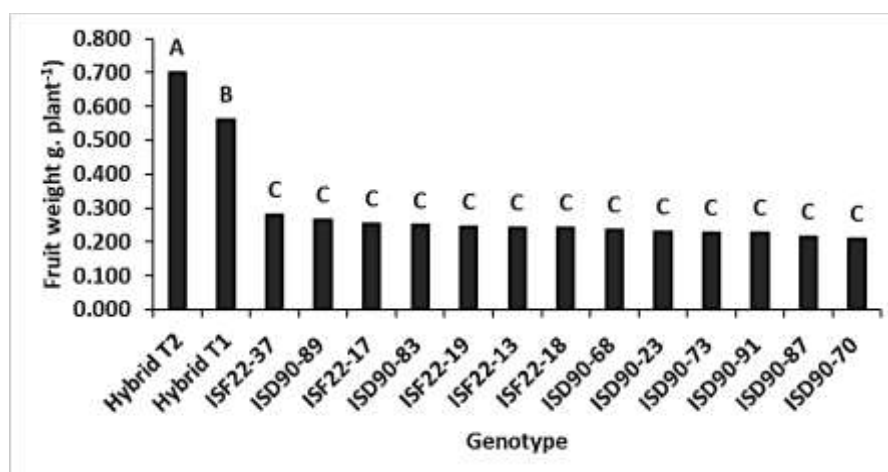 Fruit weight g. plant⁻¹
0.800
0.700
0.600
0.500
0.400
0.300
0.200
0.100
0.000
A
B
C
C
C
C
C
C
C
C
C
C
C
C
C
Hybrid T2
Hybrid T1
ISF22-37
ISD90-89
ISF22-17
ISD90-83
ISF22-19
ISF22-13
ISF22-18
ISD90-68
ISD90-23
ISD90-73
ISD90-91
ISD90-87
ISD90-70
Genotype